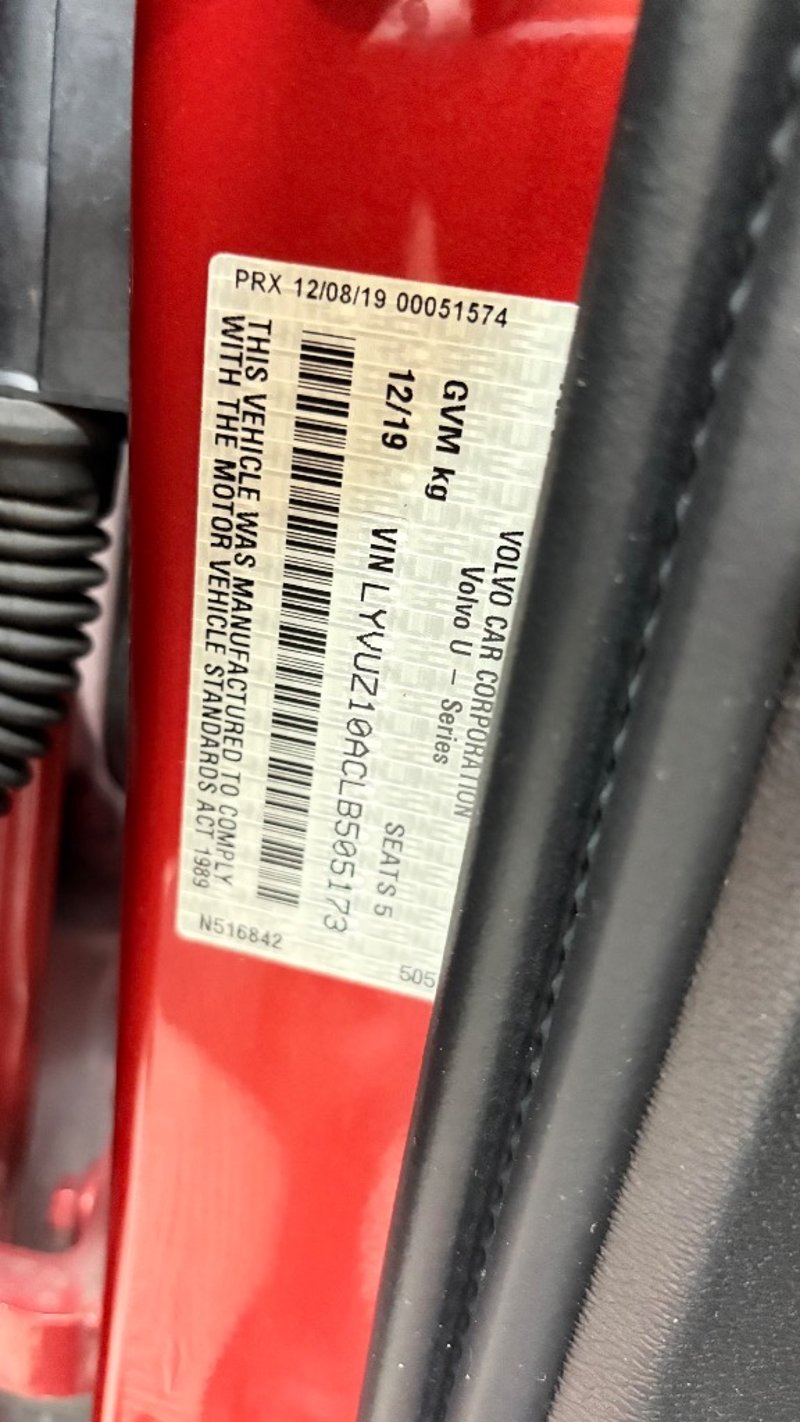 PRX 12/08/19 00051574
VOLVO CAR CORPORATION
Volvo U - Series
GVM kg
12/19 VIN LYVUZ10ACLB505173
SEATS 5
THIS VEHICLE WAS MANUFACTURED TO COMPLY
WITH THE MOTOR VEHICLE STANDARDS ACT 1989
N516842
505